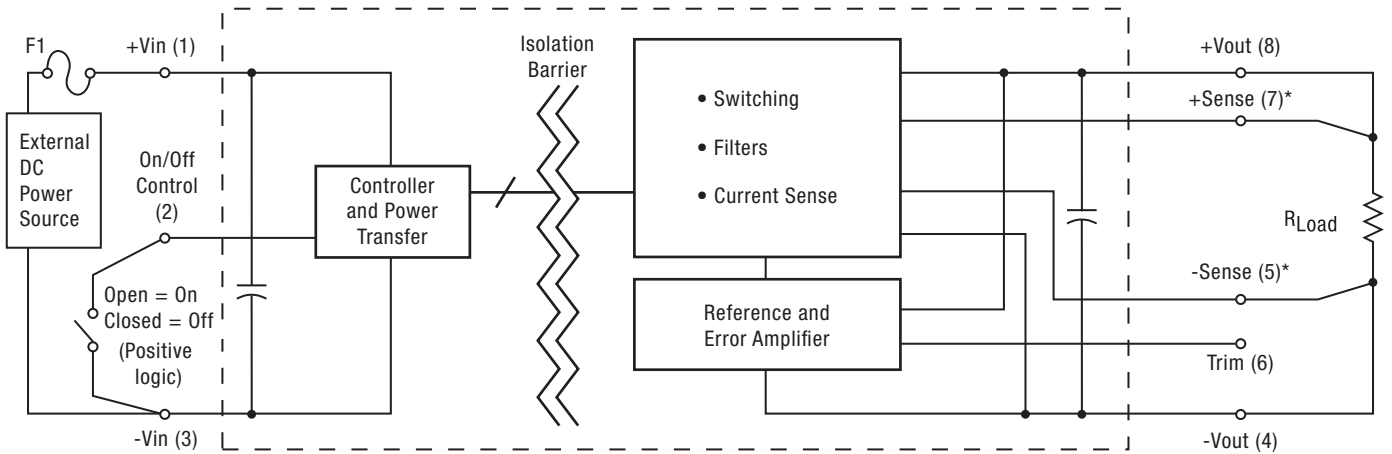 F1
+Vin (1)
External
DC
Power
Source
On/Off
Control
(2)
Open = On
Closed = Off
(Positive
logic)
-Vin (3)
Controller
and Power
Transfer
Isolation
Barrier
• Switching
• Filters
• Current Sense
Reference and
Error Amplifier
+Vout (8)
+Sense (7)*
RLoad
-Sense (5)*
Trim (6)
-Vout (4)